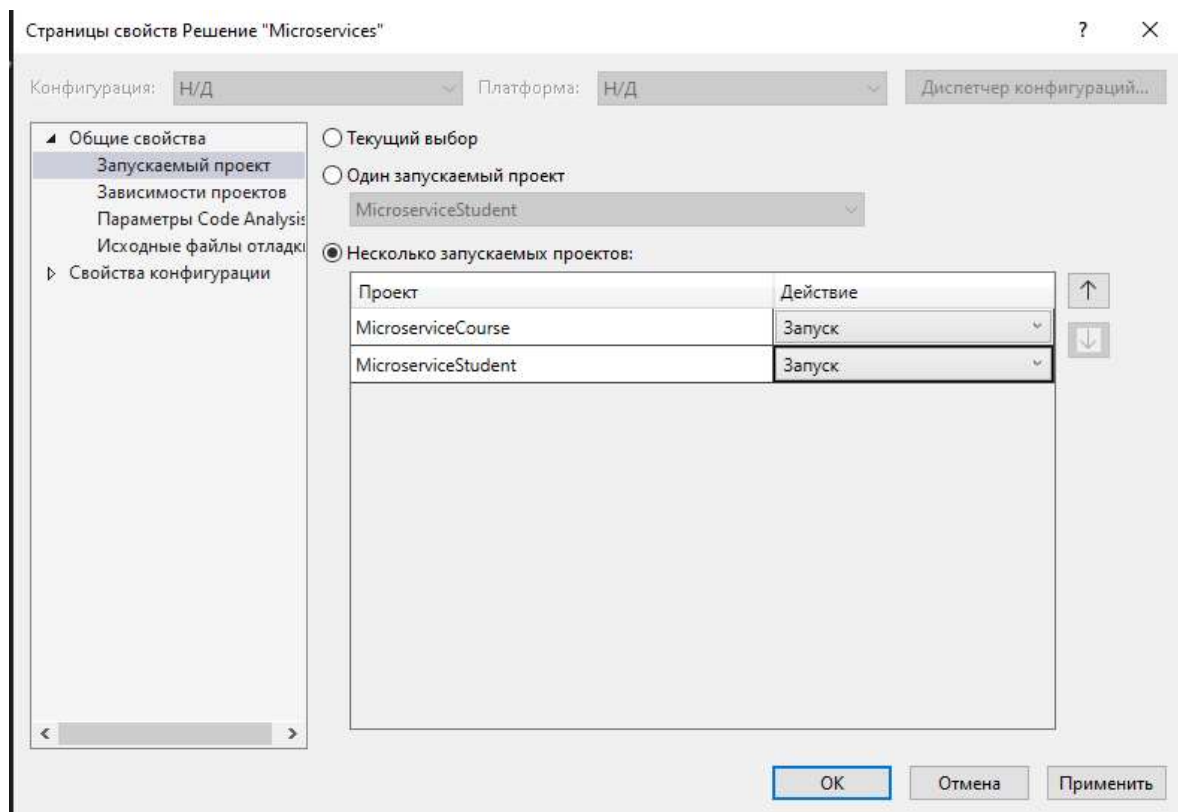 Страницы свойств Решение "Microservices"
? ×
Конфигурация: Н/Д Платформа: Н/Д Диспетчер конфигураций...
Общие свойства
Запускаемый проект
Зависимости проектов
Параметры Code Analysis
Исходные файлы отладки
Свойства конфигурации
Текущий выбор
Один запускаемый проект
MicroserviceStudent
Несколько запускаемых проектов:
Проект Действие
MicroserviceCourse Запуск
MicroserviceStudent Запуск
ОК Отмена Применить